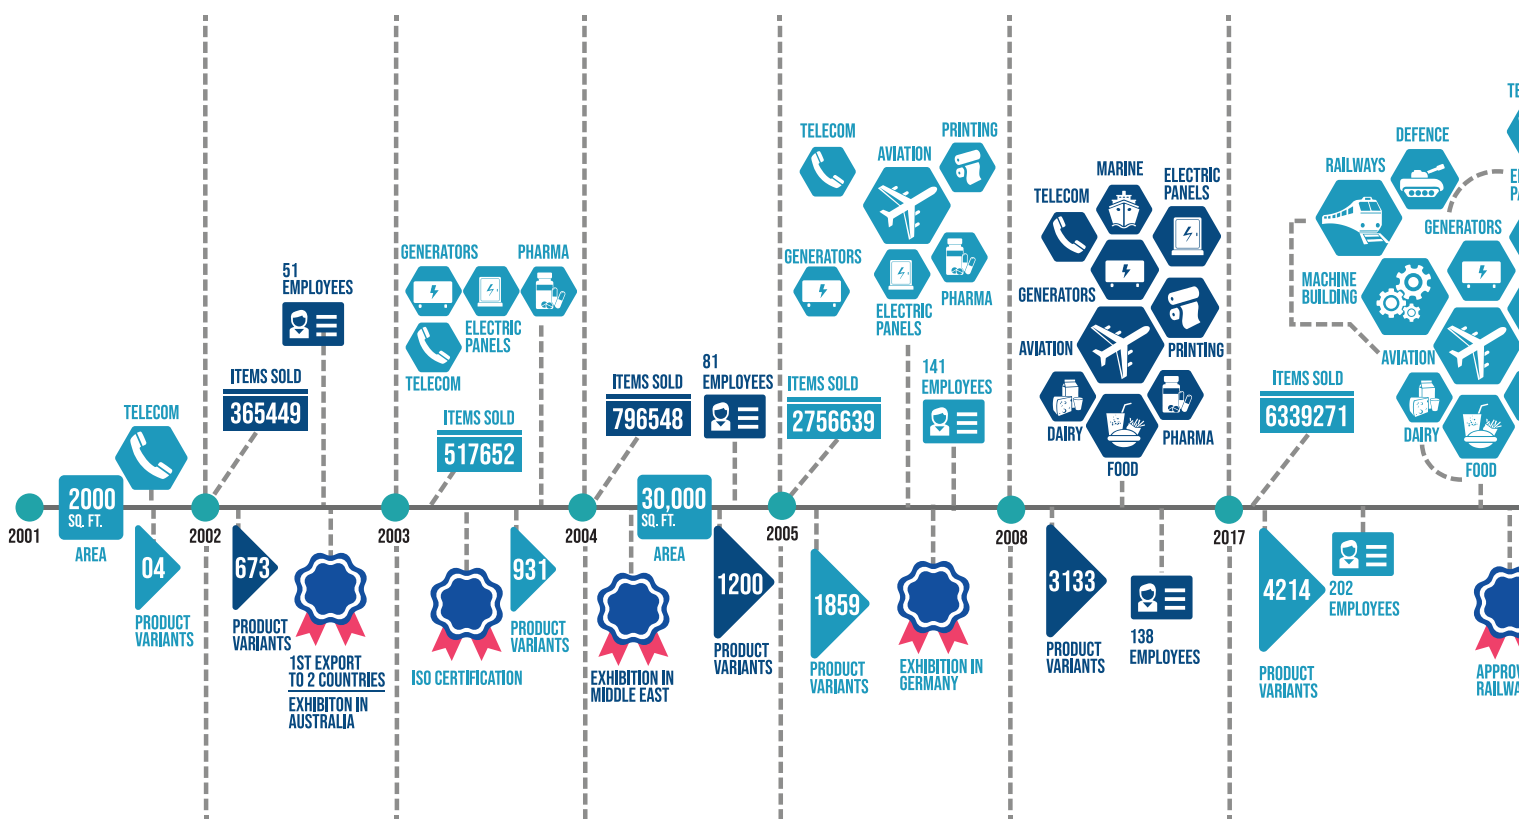 2001
2000
SQ. FT.
AREA
TELECOM
04
PRODUCT
VARIANTS
2002
ITEMS SOLD
365449
51
EMPLOYEES
673
PRODUCT
VARIANTS
1ST EXPORT
TO 2 COUNTRIES
EXHIBITON IN
AUSTRALIA
2003
GENERATORS
PHARMA
ELECTRIC
PANELS
TELECOM
ITEMS SOLD
517652
ISO CERTIFICATION
931
PRODUCT
VARIANTS
2004
ITEMS SOLD
796548
81
EMPLOYEES
30,000
SQ. FT.
AREA
EXHIBITION IN
MIDDLE EAST
1200
PRODUCT
VARIANTS
2005
TELECOM
AVIATION
PRINTING
GENERATORS
ELECTRIC
PANELS
PHARMA
ITEMS SOLD
2756639
141
EMPLOYEES
1859
PRODUCT
VARIANTS
EXHIBITION IN
GERMANY
2008
TELECOM
MARINE
ELECTRIC
PANELS
GENERATORS
PRINTING
AVIATION
DAIRY
PHARMA
FOOD
3133
PRODUCT
VARIANTS
138
EMPLOYEES
2017
ITEMS SOLD
6339271
RAILWAYS
DEFENCE
GENERATORS
MACHINE
BUILDING
AVIATION
DAIRY
FOOD
4214
PRODUCT
VARIANTS
202
EMPLOYEES